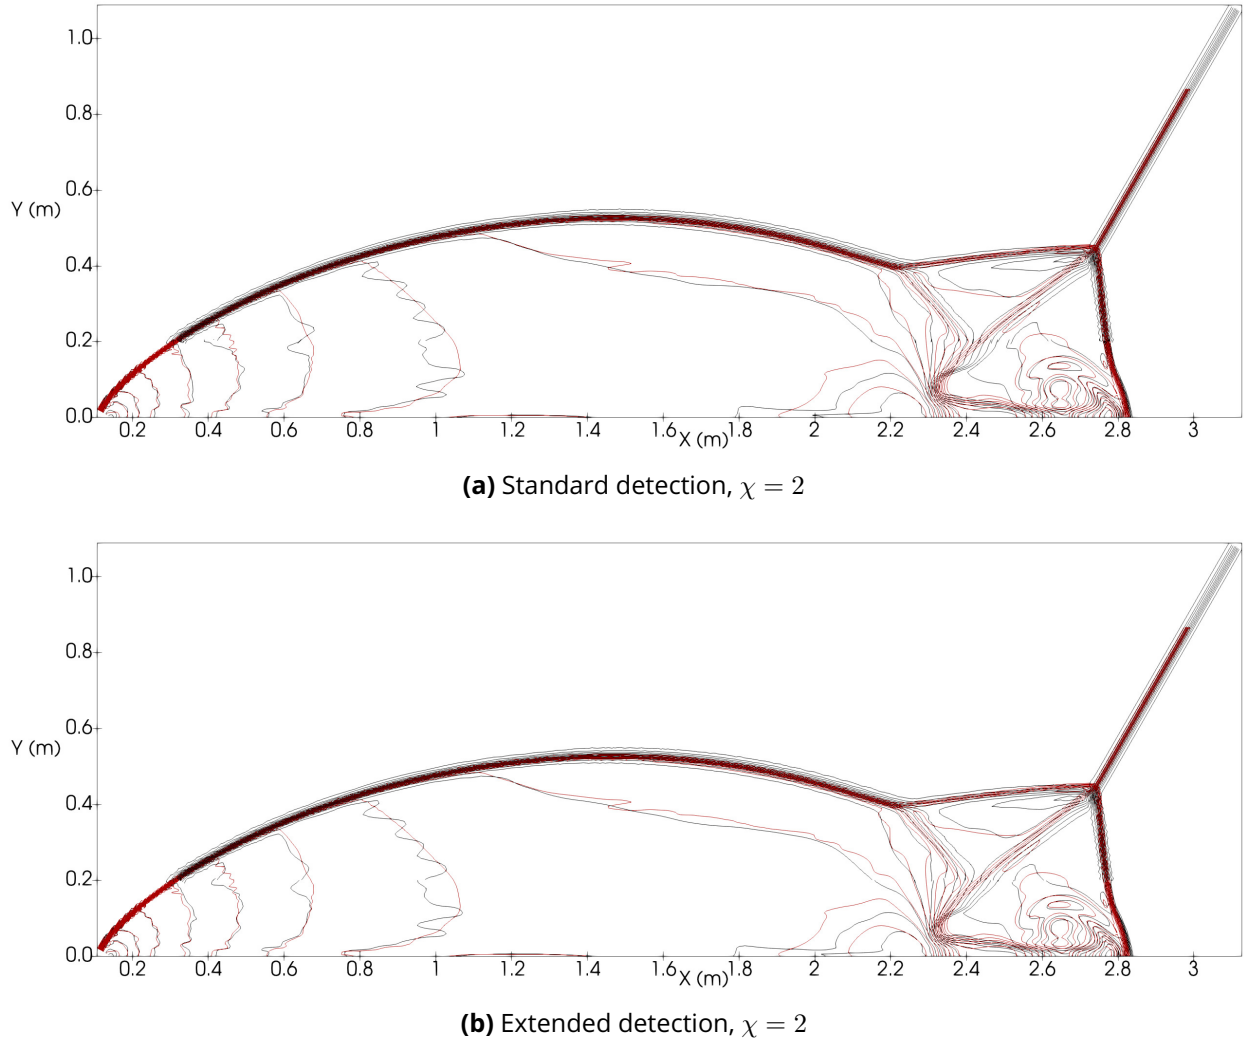 1.0
0.8
0.6
Y (m)
0.4
0.2
0.0
0.2 0.4 0.6 0.8 1 1.2 1.4 1.6 X (m) 1.8 2 2.2 2.4 2.6 2.8 3
(a) Standard detection, χ = 2
1.0
0.8
Y (m)
0.6
0.4
0.2
0.0
0.2 0.4 0.6 0.8 1 1.2 1.4 1.6 X (m) 1.8 2 2.2 2.4 2.6 2.8 3
(b) Extended detection, χ = 2